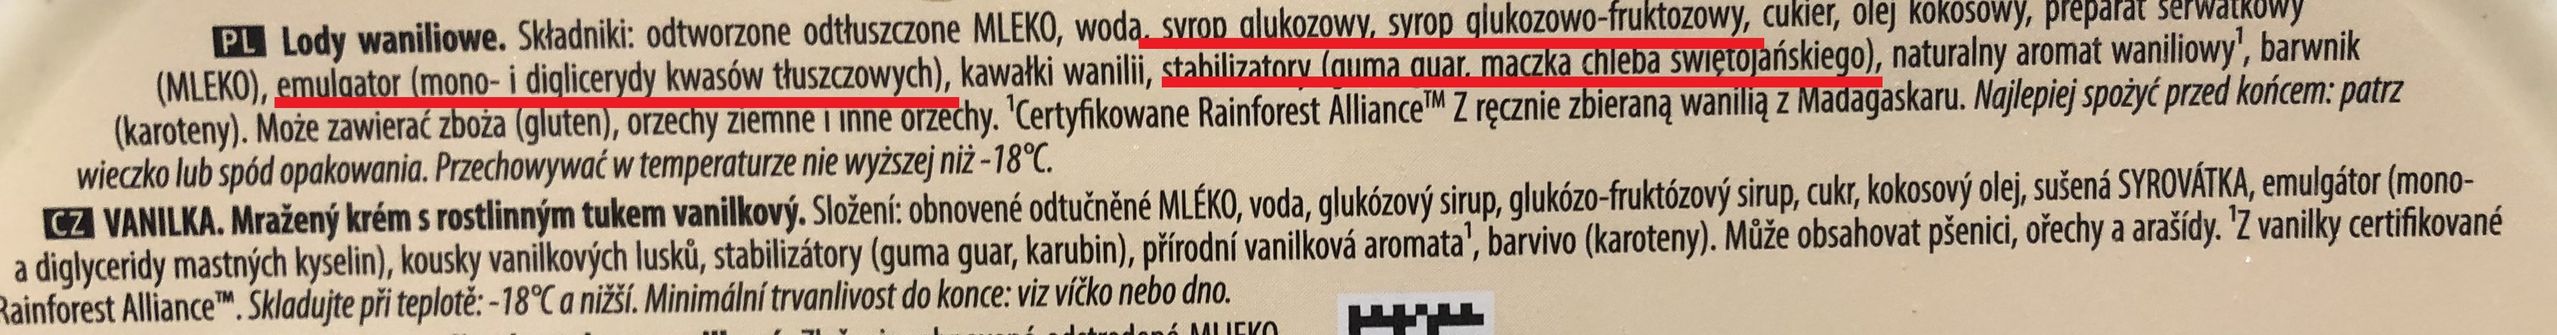 PL Lody waniliowe. Składniki: odtworzone odtłuszczone MLEKO, woda, syrop glukozowy, syrop glukozowo-fruktozowy, cukier, olej kokosowy, preparat serwatkowy
(MLEKO), emulgator (mono- i diglicerydy kwasów tłuszczowych), kawałki wanilii, stabilizatory (guma guar, mączka chleba świętojańskiego), naturalny aromat waniliowy¹, barwnik
(karoteny). Może zawierać zboża (gluten), orzechy ziemne i inne orzechy. ¹Certyfikowane Rainforest Alliance™ Z ręcznie zbieraną wanilią z Madagaskaru. Najlepiej spożyć przed końcem: patrz
wieczko lub spód opakowania. Przechowywać w temperaturze nie wyższej niż -18°C.
CZ VANILKA. Mražený krém s rostlinným tukem vanilkový. Složení: obnovené odtučněné MLÉKO, voda, glukózový sirup, glukózo-fruktózový sirup, cukr, kokosový olej, sušená SYROVÁTKA, emulgátor (mono-
a diglyceridy mastných kyselin), kousky vanilkových lusků, stabilizátory (guma guar, karubin), přírodní vanilková aromata¹, barvivo (karoteny). Může obsahovat pšenici, ořechy a arašídy. ¹Z vanilky certifikované
Rainforest Alliance™. Skladujte při teplotě: -18°C a nižší. Minimální trvanlivost do konce: viz víčko nebo dno.